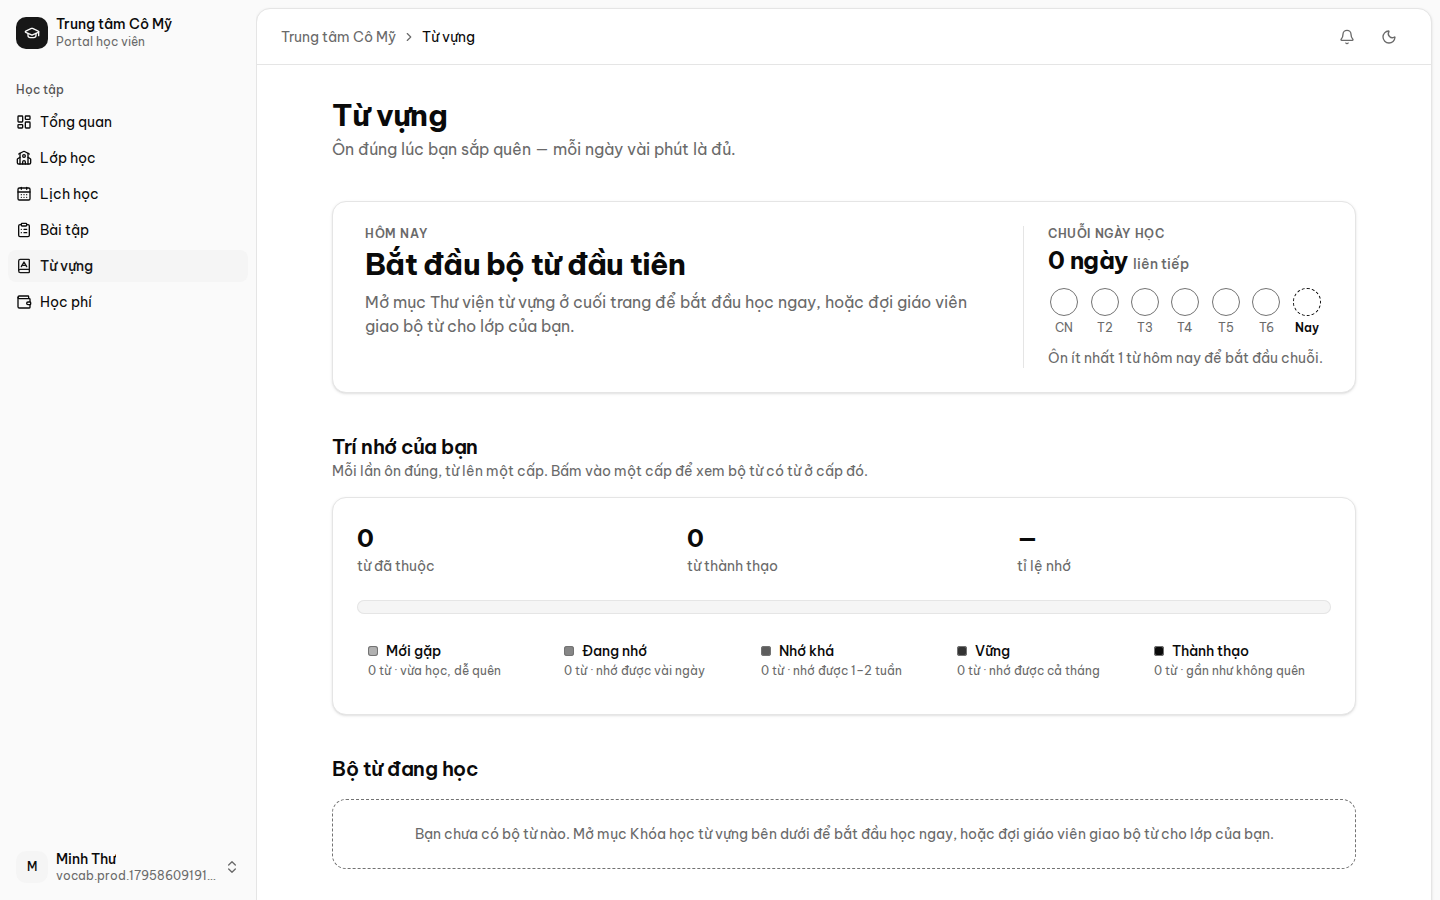 Trung tâm Cô Mỹ
Portal học viên
Học tập
Tổng quan
Lớp học
Lịch học
Bài tập
Từ vựng
Học phí
Minh Thư
vocab.prod.17958609191...
M
Trung tâm Cô Mỹ > Từ vựng
Từ vựng
Ôn đúng lúc bạn sắp quên — mỗi ngày vài phút là đủ.
HÔM NAY
Bắt đầu bộ từ đầu tiên
Mở mục Thư viện từ vựng ở cuối trang để bắt đầu học ngay, hoặc đợi giáo viên
giao bộ từ cho lớp của bạn.
CHUỖI NGÀY HỌC
0 ngày liên tiếp
CN T2 T3 T4 T5 T6 Nay
Ôn ít nhất 1 từ hôm nay để bắt đầu chuỗi.
Trí nhớ của bạn
Mỗi lần ôn đúng, từ lên một cấp. Bấm vào một cấp để xem bộ từ có từ ở cấp đó.
0
từ đã thuộc
0
từ thành thạo
—
tỉ lệ nhớ
Mới gặp
0 từ · vừa học, dễ quên
Đang nhớ
0 từ · nhớ được vài ngày
Nhớ khá
0 từ · nhớ được 1–2 tuần
Vững
0 từ · nhớ được cả tháng
Thành thạo
0 từ · gần như không quên
Bộ từ đang học
Bạn chưa có bộ từ nào. Mở mục Khóa học từ vựng bên dưới để bắt đầu học ngay, hoặc đợi giáo viên giao bộ từ cho lớp của bạn.